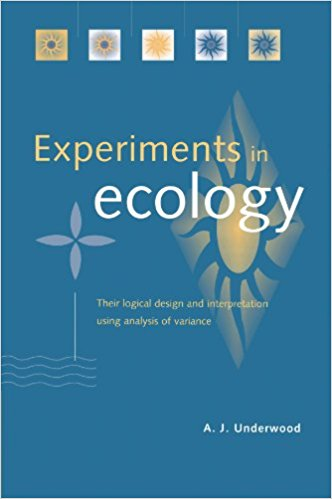 Experiments in
ecology
Their logical design and interpretation
using analysis of variance
A. J. Underwood